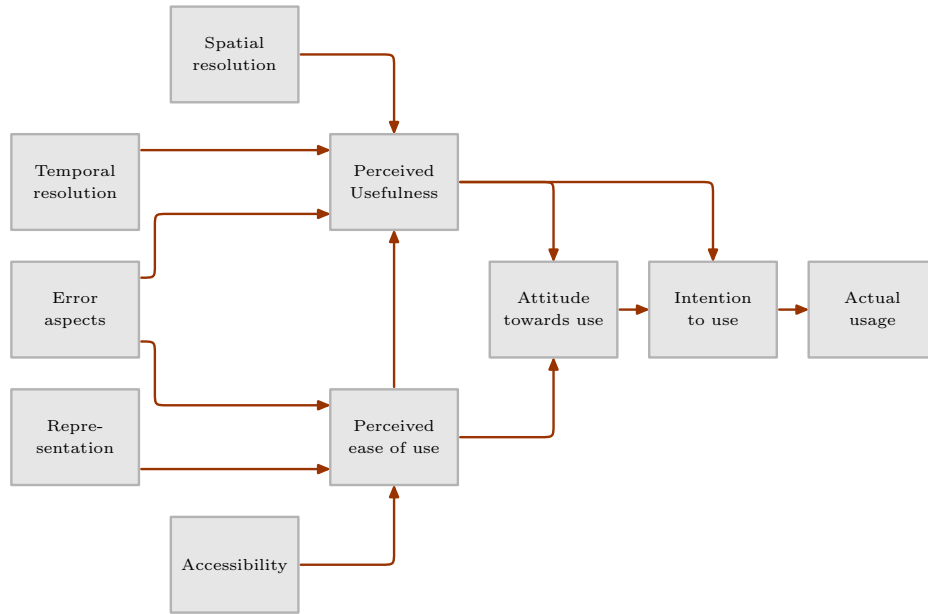 Spatial
resolution
Temporal
resolution
Perceived
Usefulness
Error
aspects
Attitude
towards use
Intention
to use
Actual
usage
Repre-
sentation
Perceived
ease of use
Accessibility